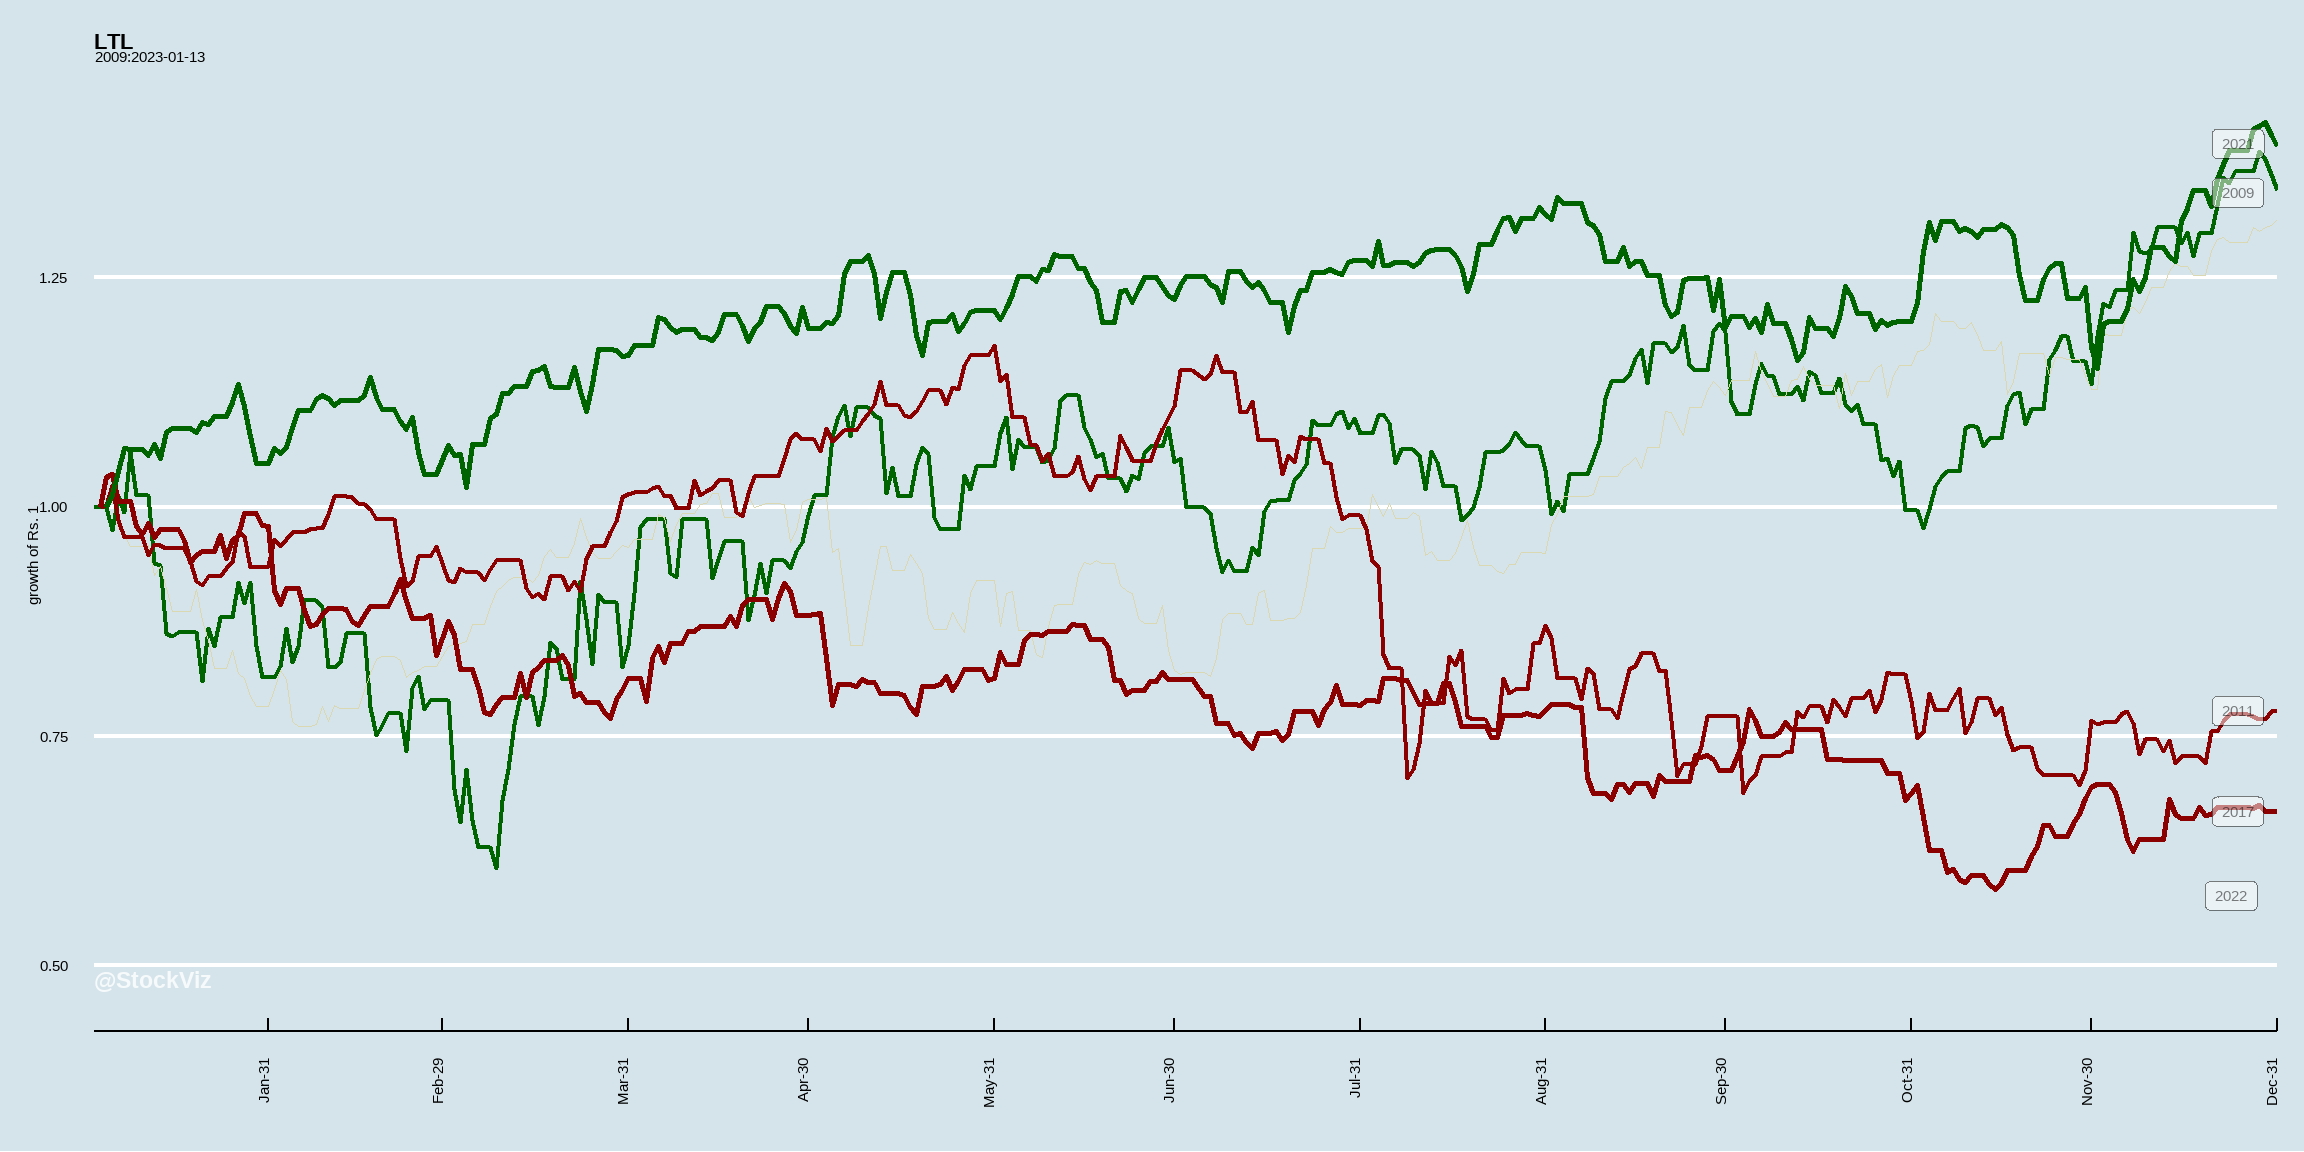 LTL
2009:2023-01-13
growth of Rs. 1
1.25
1.00
0.75
0.50
2021
2009
2011
2017
2022
@StockViz
Jan-31
Feb-29
Mar-31
Apr-30
May-31
Jun-30
Jul-31
Aug-31
Sep-30
Oct-31
Nov-30
Dec-31